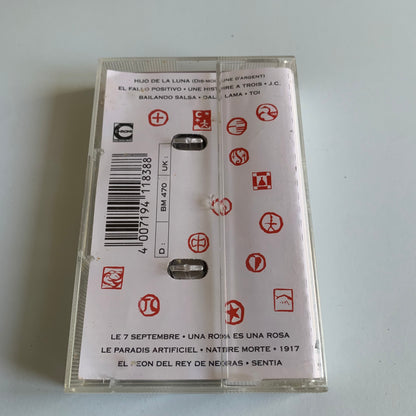 HIJO DE LA LUNA (DIS-MOI LUNE D'ARGENT)
EL FALLO POSITIVO • UNE HISTOIRE A TROIS • J.C.
BAILANDO SALSA • DALAI LAMA • TOI
4 007194 118388
UK :
BM 470
D :
LE 7 SEPTEMBRE • UNA ROSA ES UNA ROSA
LE PARADIS ARTIFICIEL • NATURE MORTE • 1917
EL PEON DEL REY DE NEGRAS • SENTIA